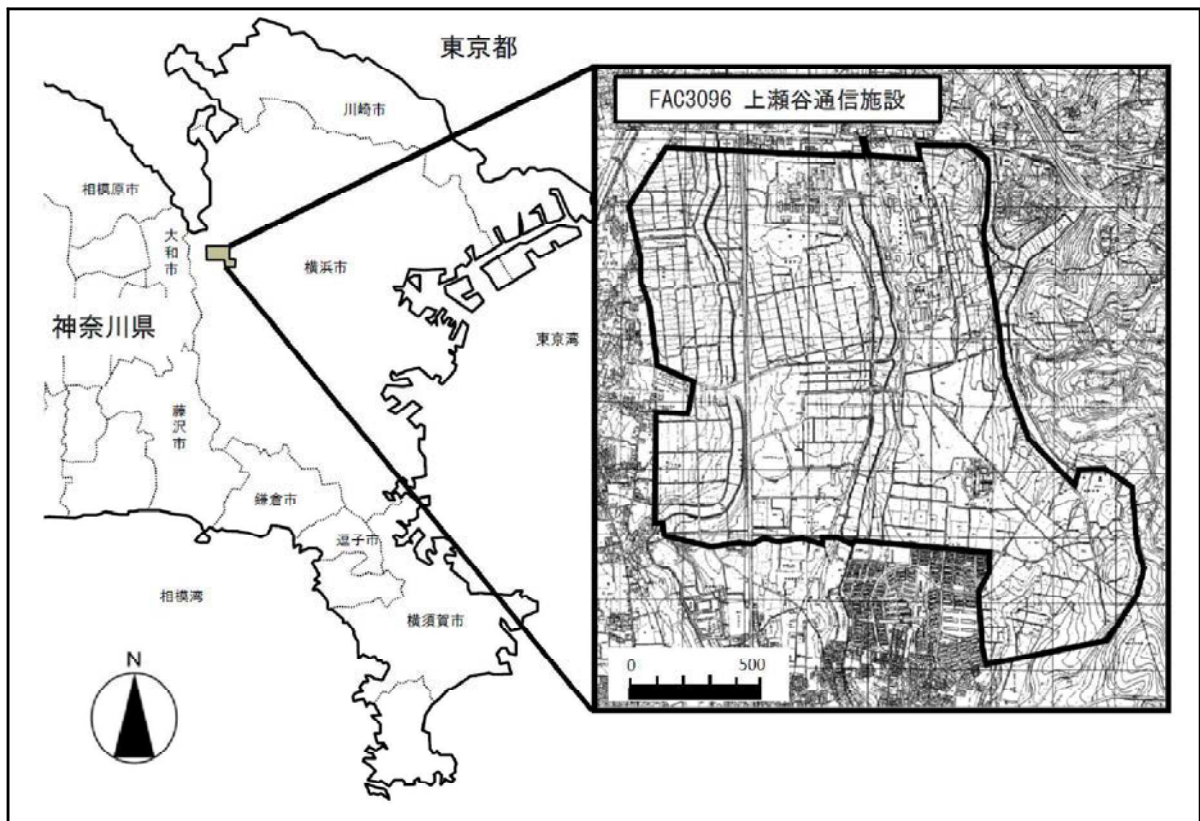 東京都
川崎市
相模原市
大和市
横浜市
神奈川県
東京湾
藤沢市
鎌倉市
逗子市
相模湾
横須賀市
N
FAC3096 上瀬谷通信施設
0 500